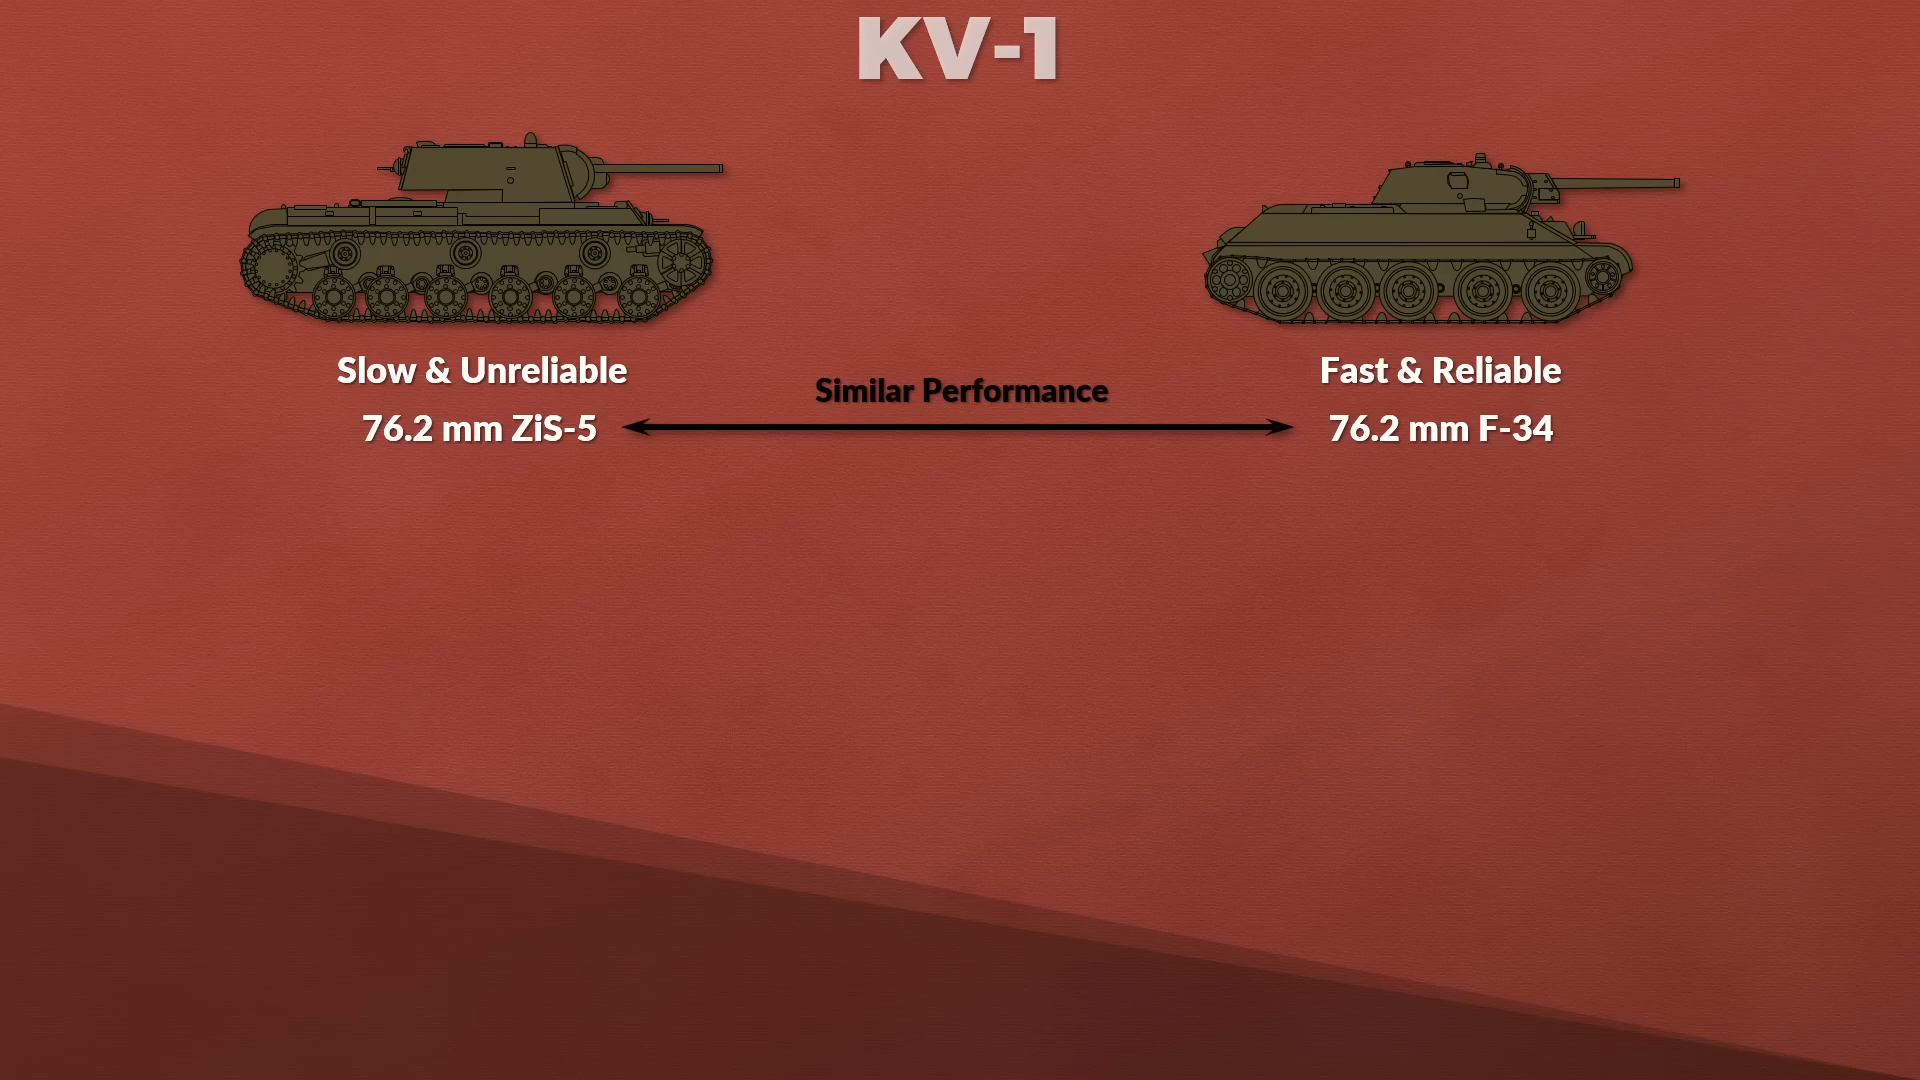 KV-1
Slow & Unreliable
76.2 mm ZiS-5
Similar Performance
Fast & Reliable
76.2 mm F-34